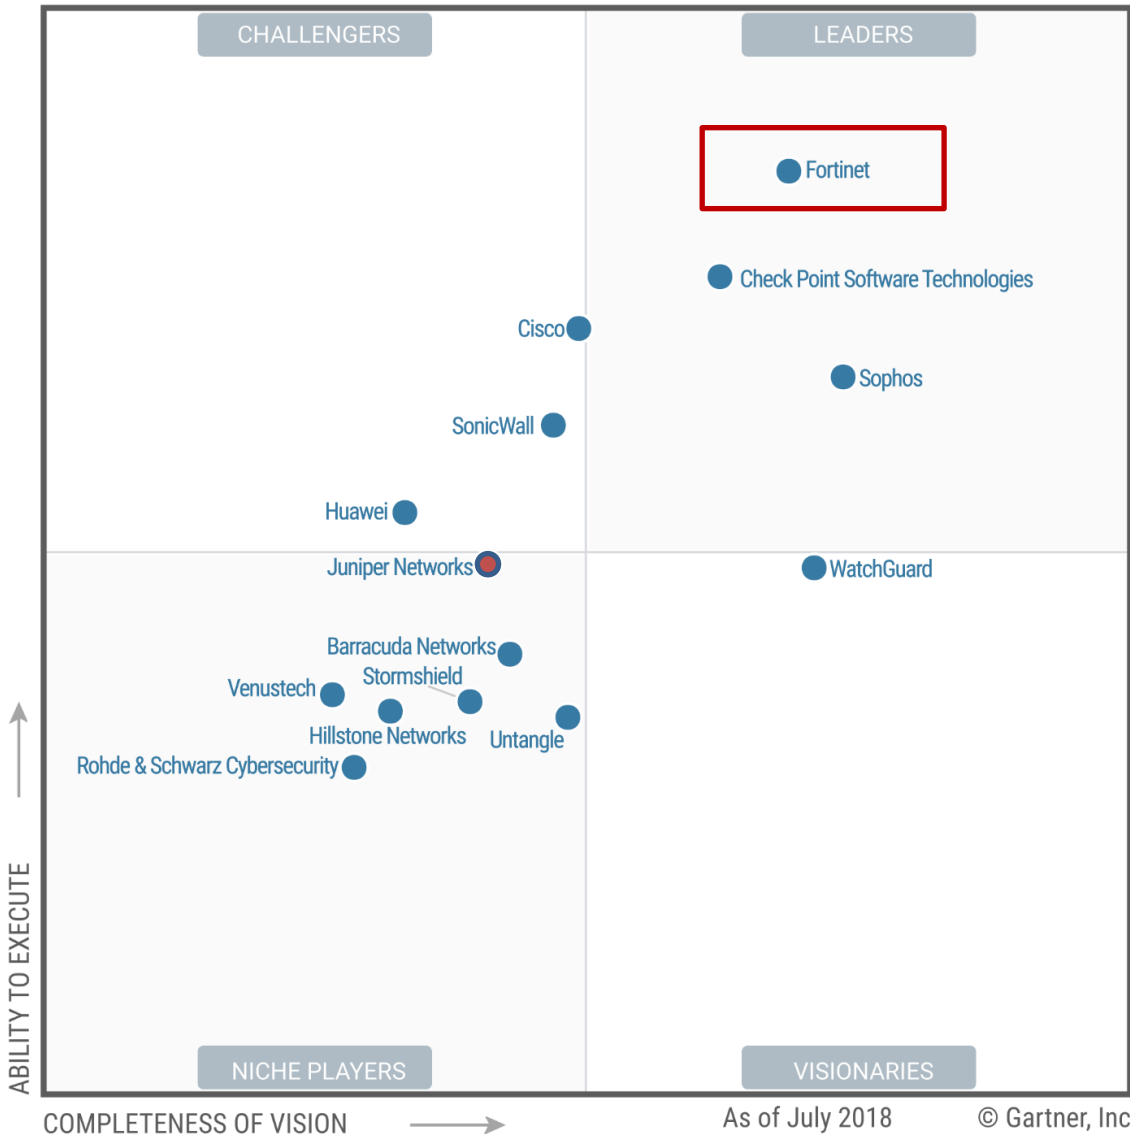 CHALLENGERS
LEADERS
Fortinet
Check Point Software Technologies
Cisco
Sophos
SonicWall
Huawei
Juniper Networks
WatchGuard
Barracuda Networks
Stormshield
Venustech
Hillstone Networks
Untangle
Rohde & Schwarz Cybersecurity
ABILITY TO EXECUTE
NICHE PLAYERS
VISIONARIES
COMPLETENESS OF VISION
As of July 2018
© Gartner, Inc